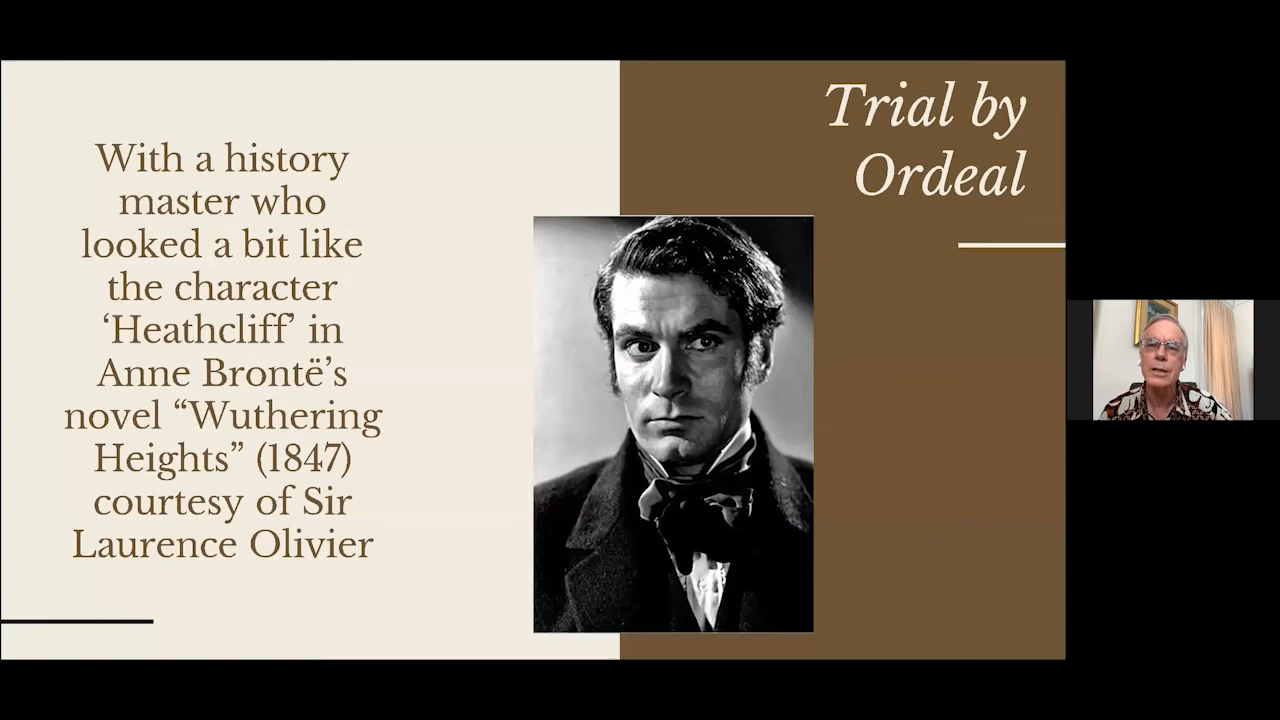 Trial by
Ordeal
With a history
master who
looked a bit like
the character
‘Heathcliff’ in
Anne Brontë’s
novel “Wuthering
Heights” (1847)
courtesy of Sir
Laurence Olivier